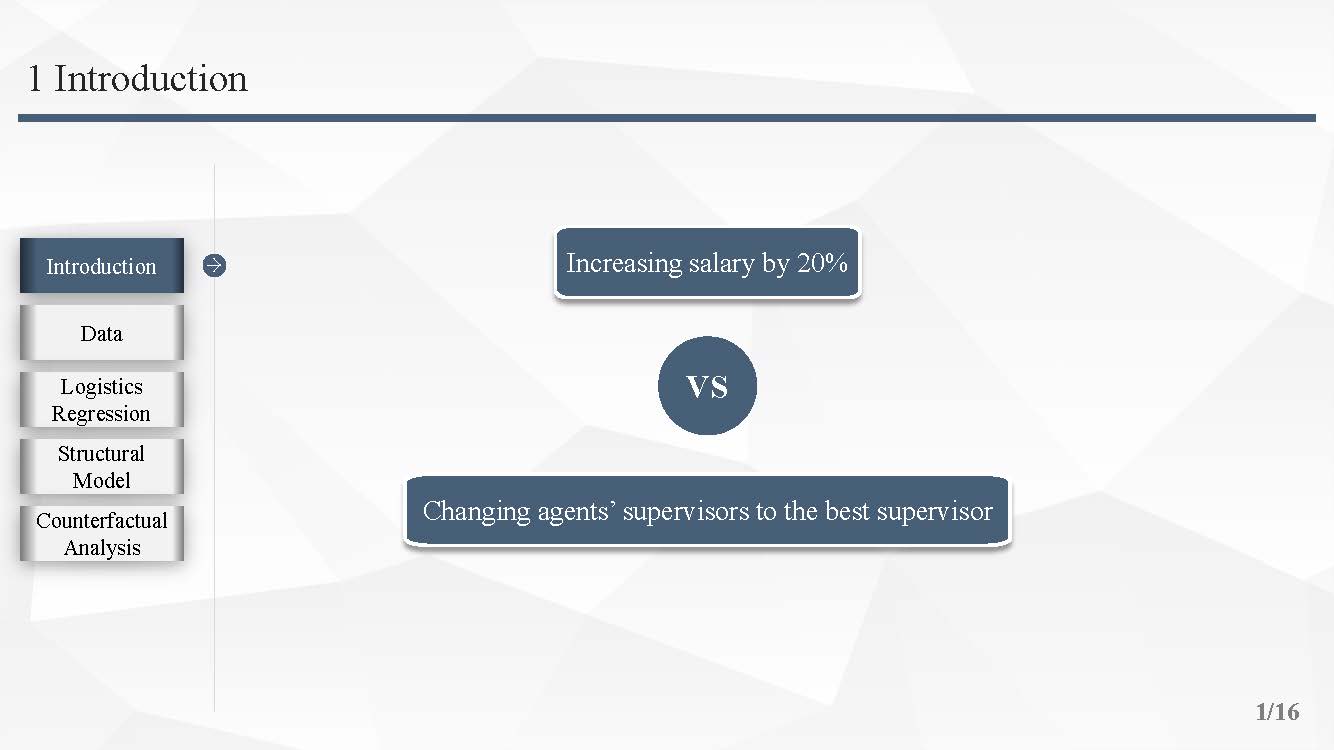 1 Introduction
Introduction
Data
Logistics
Regression
Structural
Model
Counterfactual
Analysis
Increasing salary by 20%
VS
Changing agents’ supervisors to the best supervisor
1/16